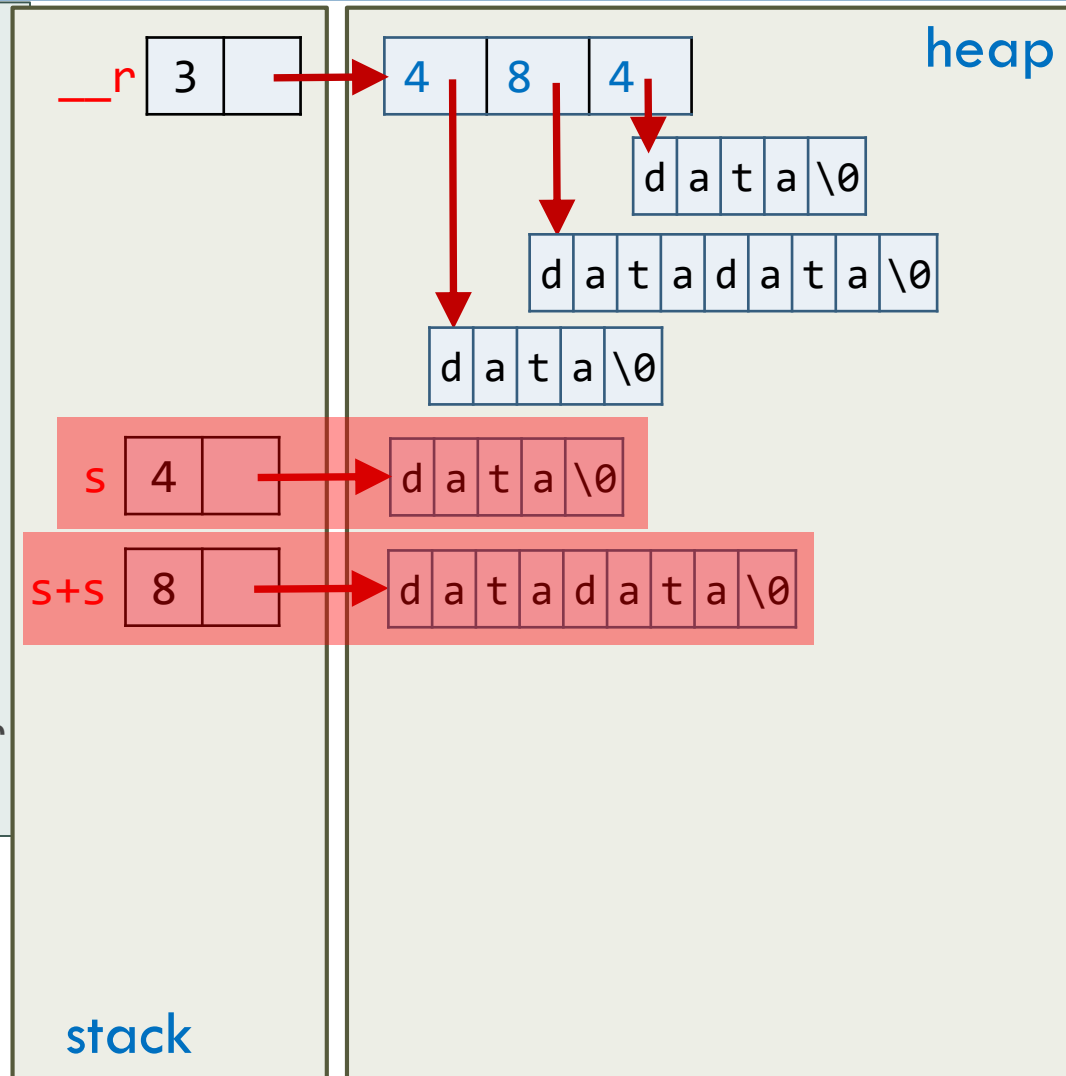 heap
__r 3 4 8 4
d a t a \0
d a t a d a t a \0
d a t a \0
s 4 d a t a \0
s+s 8 d a t a d a t a \0
stack